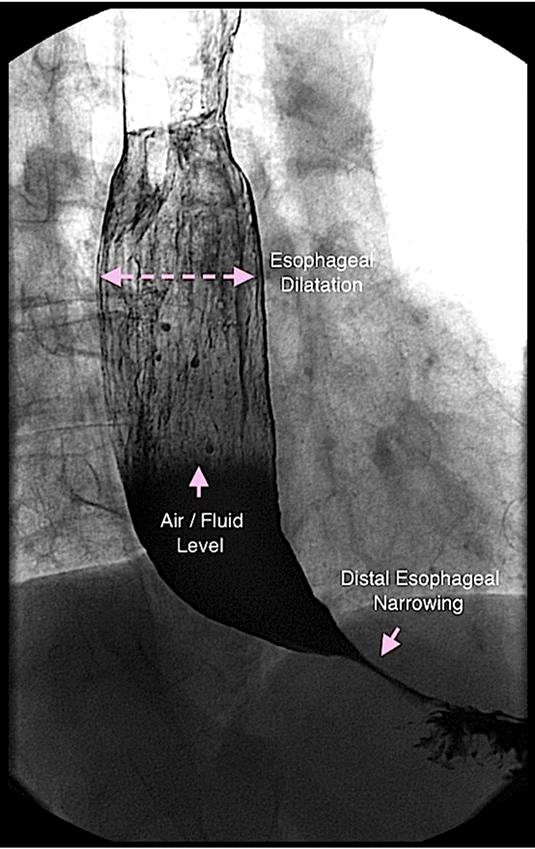 Esophageal
Dilatation
Air / Fluid
Level
Distal Esophageal
Narrowing